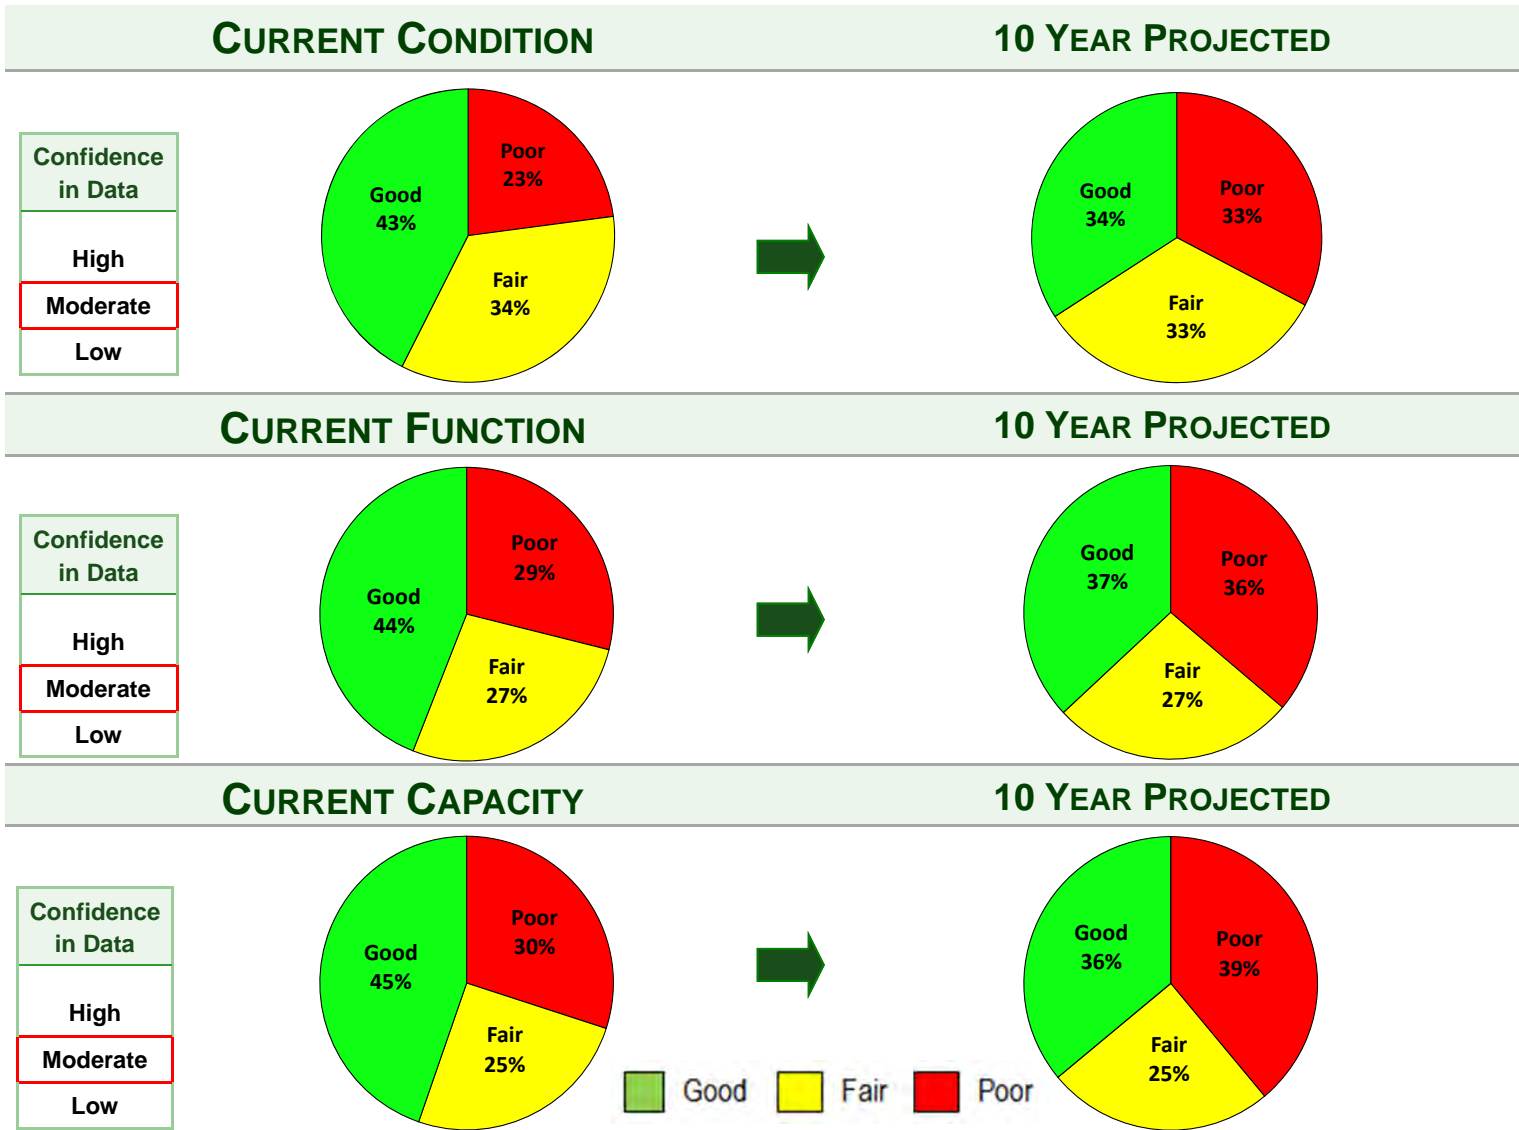 CURRENT CONDITION
10 YEAR PROJECTED
Confidence
in Data
High
Moderate
Low
Poor
23%
Good
43%
Fair
34%
Good
34%
Poor
33%
Fair
33%
CURRENT FUNCTION
10 YEAR PROJECTED
Confidence
in Data
High
Moderate
Low
Poor
29%
Good
44%
Fair
27%
Good
37%
Poor
36%
Fair
27%
CURRENT CAPACITY
10 YEAR PROJECTED
Confidence
in Data
High
Moderate
Low
Poor
30%
Good
45%
Fair
25%
Good
36%
Poor
39%
Fair
25%
Good
Fair
Poor